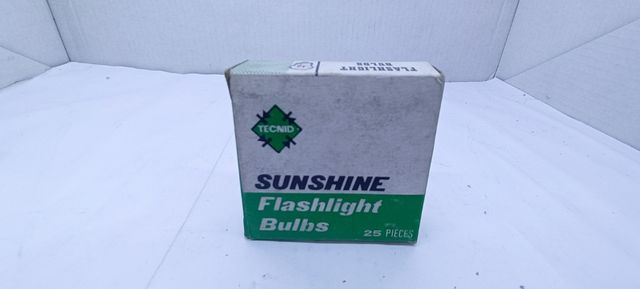 FLASHLIGHT
BULBS
TECNID
SUNSHINE
Flashlight
Bulbs
25 PIECES